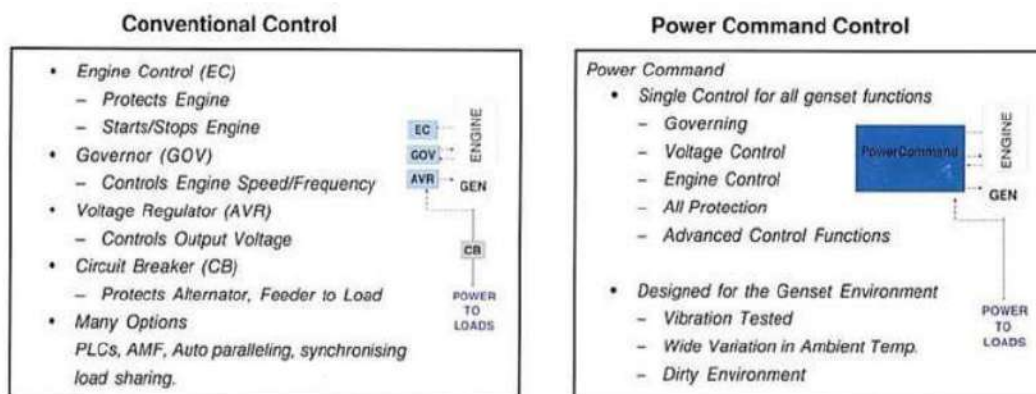 Conventional Control
• Engine Control (EC)
– Protects Engine
– Starts/Stops Engine
• Governor (GOV)
– Controls Engine Speed/Frequency
• Voltage Regulator (AVR)
– Controls Output Voltage
• Circuit Breaker (CB)
– Protects Alternator, Feeder to Load
• Many Options
PLCs, AMF, Auto paralleling, synchronising
load sharing.
EC
GOV
AVR
ENGINE
GEN
CB
POWER
TO
LOADS
Power Command Control
Power Command
• Single Control for all genset functions
– Governing
– Voltage Control
– Engine Control
– All Protection
– Advanced Control Functions
• Designed for the Genset Environment
– Vibration Tested
– Wide Variation in Ambient Temp.
– Dirty Environment
PowerCommand
ENGINE
GEN
POWER
TO
LOADS